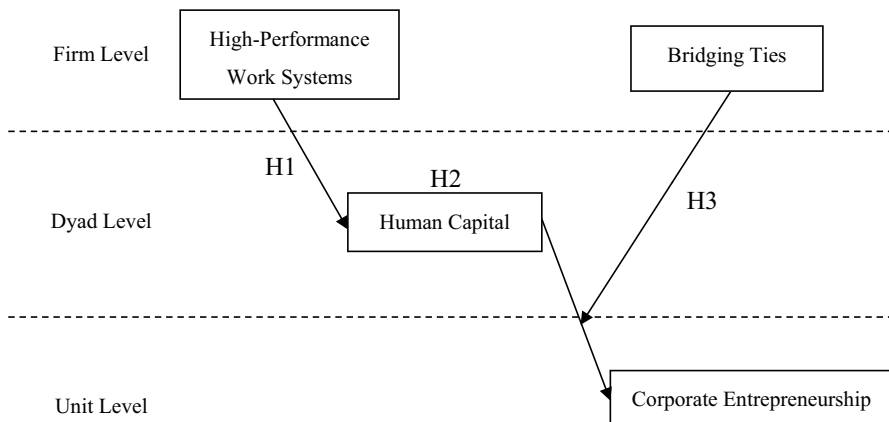 Firm Level
High-Performance
Work Systems
Bridging Ties
H1
H2
H3
Dyad Level
Human Capital
Unit Level
Corporate Entrepreneurship